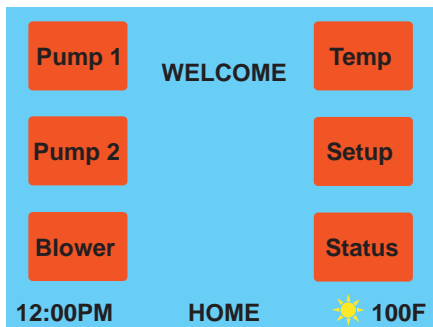 Pump 1
WELCOME
Temp
Pump 2
Setup
Blower
Status
12:00PM
HOME
100F